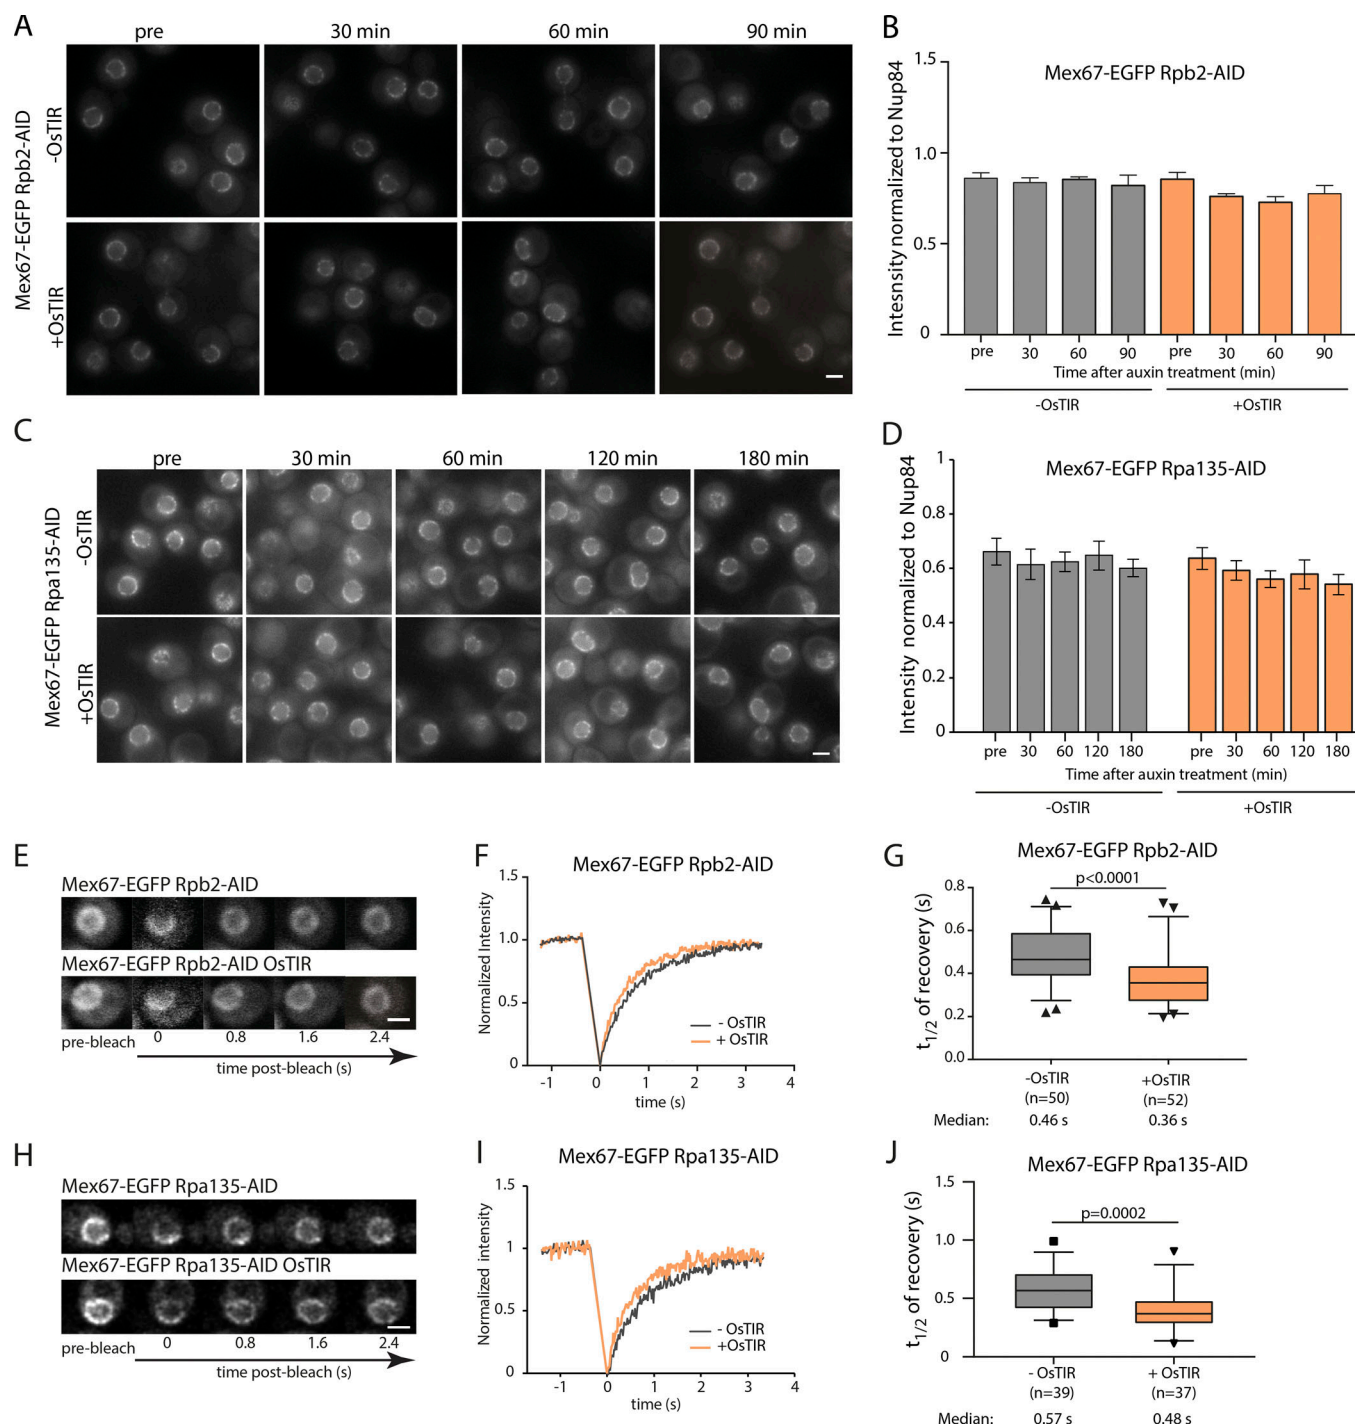 A
pre
30 min
60 min
90 min
Mex67-EGFP Rpb2-AID
-OsTIR
+OsTIR
B
Mex67-EGFP Rpb2-AID
Intesnsity normalized to Nup84
1.5
1.0
0.5
0
pre 30 60 90 pre 30 60 90
Time after auxin treatment (min)
-OsTIR +OsTIR
C
pre
30 min
60 min
120 min
180 min
Mex67-EGFP Rpa135-AID
-OsTIR
+OsTIR
D
Mex67-EGFP Rpa135-AID
Intensity normalized to Nup84
1
0.8
0.6
0.4
0.2
0
pre 30 60 120 180 pre 30 60 120 180
Time after auxin treatment (min)
-OsTIR +OsTIR
E
Mex67-EGFP Rpb2-AID
Mex67-EGFP Rpb2-AID OsTIR
pre-bleach 0 0.8 1.6 2.4
time post-bleach (s)
F
Mex67-EGFP Rpb2-AID
Normalized Intensity
1.5
1.0
0.5
0
- OsTIR
+ OsTIR
-1 0 1 2 3 4
time (s)
G
Mex67-EGFP Rpb2-AID
p<0.0001
t1/2 of recovery (s)
0.8
0.6
0.4
0.2
0.0
-OsTIR +OsTIR
(n=50) (n=52)
Median: 0.46 s 0.36 s
H
Mex67-EGFP Rpa135-AID
Mex67-EGFP Rpa135-AID OsTIR
pre-bleach 0 0.8 1.6 2.4
time post-bleach (s)
I
Mex67-EGFP Rpa135-AID
Normalized intensity
1.5
1
0.5
0
- OsTIR
+OsTIR
-1 0 1 2 3 4
time (s)
J
Mex67-EGFP Rpa135-AID
p=0.0002
t1/2 of recovery (s)
1.5
1.0
0.5
0
- OsTIR + OsTIR
(n=39) (n=37)
Median: 0.57 s 0.48 s